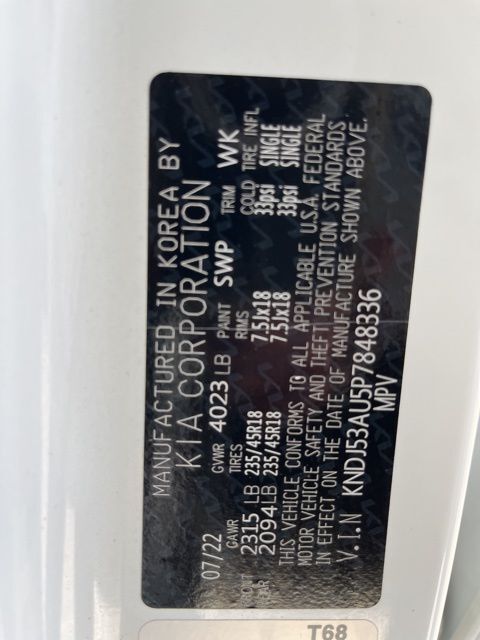 MANUFACTURED IN KOREA BY
KIA CORPORATION
07/22 GVWR 4023 LB PAINT SWP TRIM WK
GAWR TIRES RIMS COLD TIRE INFL
2315 LB 235/45R18 7.5Jx18 33psi SINGLE
2094 LB 235/45R18 7.5Jx18 33psi SINGLE
THIS VEHICLE CONFORMS TO ALL APPLICABLE U.S.A. FEDERAL
MOTOR VEHICLE SAFETY AND THEFT PREVENTION STANDARDS
IN EFFECT ON THE DATE OF MANUFACTURE SHOWN ABOVE.
V.I.N KNDJ53AU5P7848336
MPV
T68